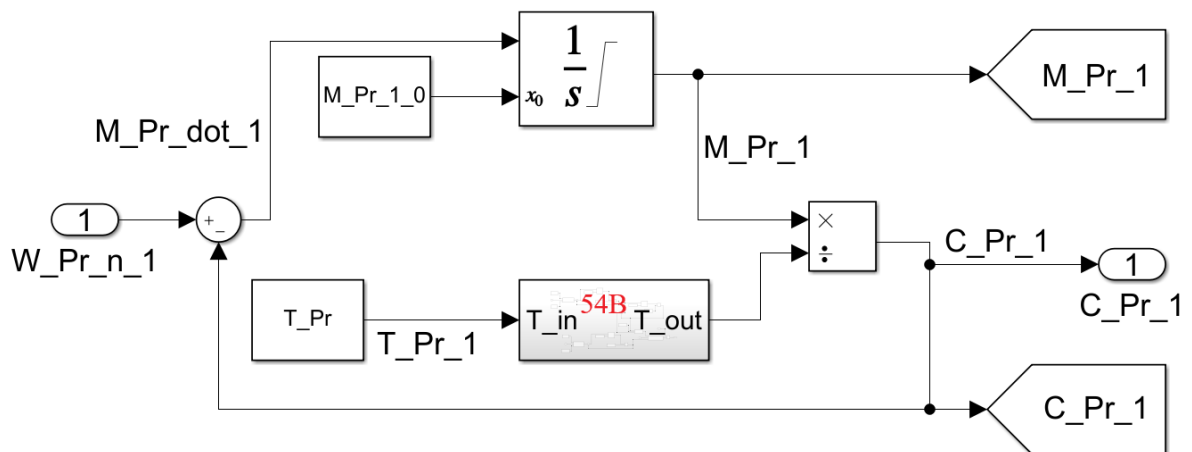 1
s
x₀
M_Pr_1_0
M_Pr_1
M_Pr_dot_1
M_Pr_1
1
W_Pr_n_1
+
-
×
÷
C_Pr_1
1
C_Pr_1
T_Pr
T_Pr_1
T_in 54B T_out
C_Pr_1